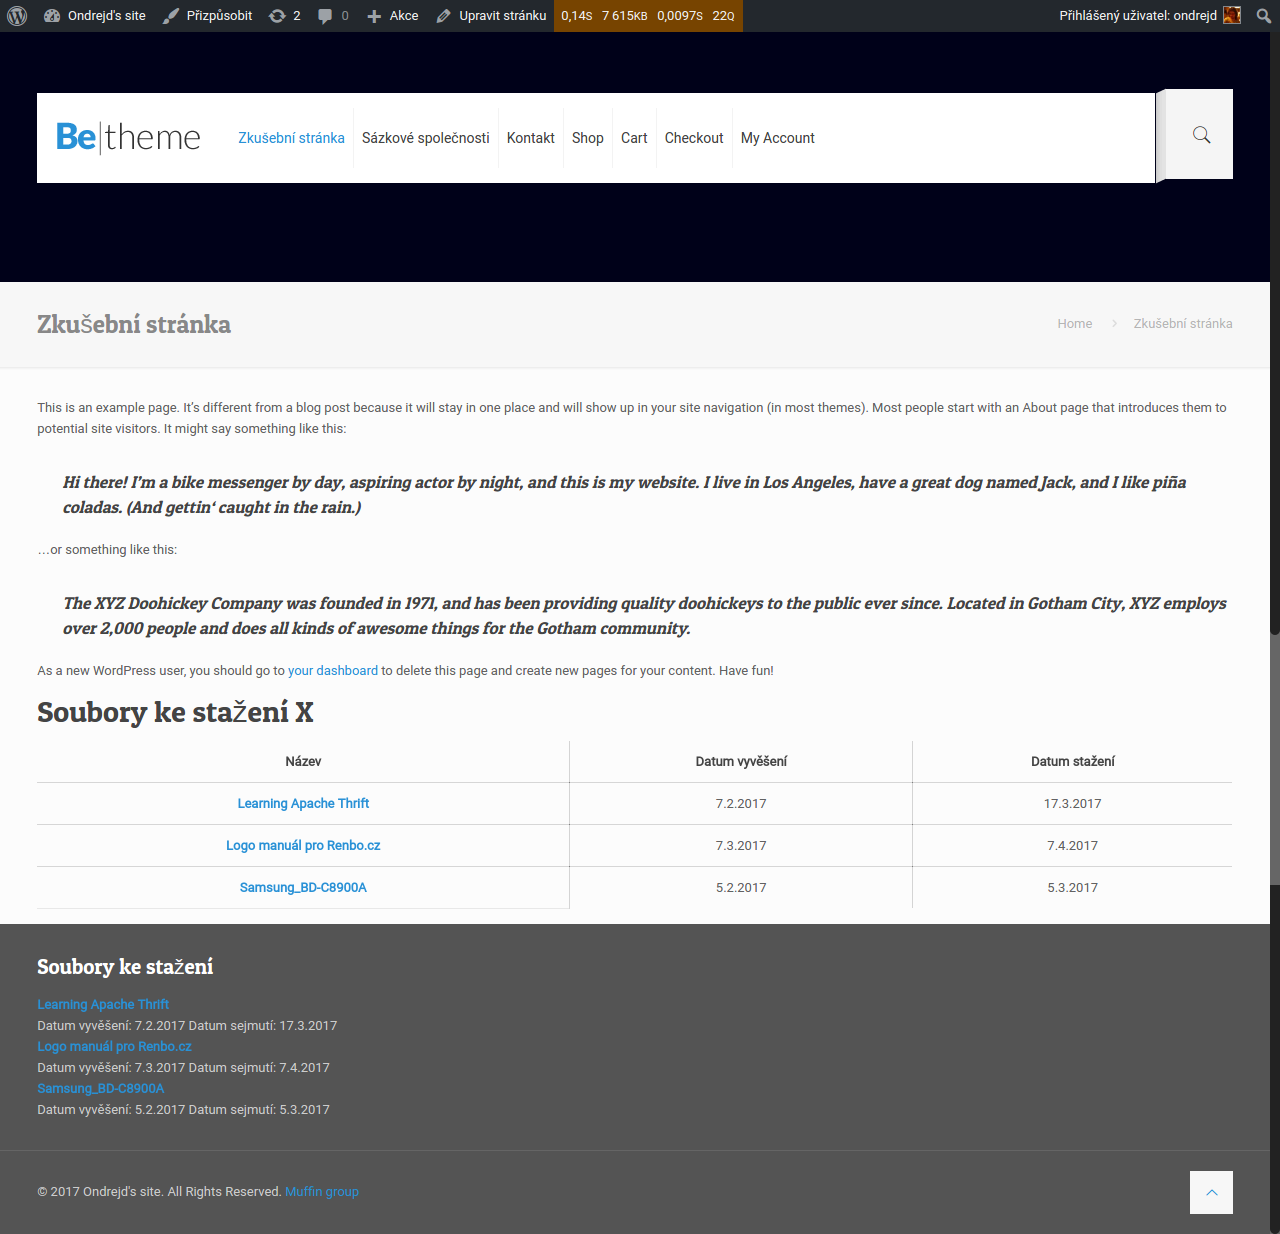 Ondrejd's site Přizpůsobit 2 0 Akce Upravit stránku 0,14S 7 615KB 0,0097S 22Q Přihlášený uživatel: ondrejd
Be|theme Zkušební stránka Sázkové společnosti Kontakt Shop Cart Checkout My Account
Zkušební stránka Home Zkušební stránka
This is an example page. It’s different from a blog post because it will stay in one place and will show up in your site navigation (in most themes). Most people start with an About page that introduces them to
potential site visitors. It might say something like this:
Hi there! I’m a bike messenger by day, aspiring actor by night, and this is my website. I live in Los Angeles, have a great dog named Jack, and I like piña
coladas. (And gettin‘ caught in the rain.)
…or something like this:
The XYZ Doohickey Company was founded in 1971, and has been providing quality doohickeys to the public ever since. Located in Gotham City, XYZ employs
over 2,000 people and does all kinds of awesome things for the Gotham community.
As a new WordPress user, you should go to your dashboard to delete this page and create new pages for your content. Have fun!
Soubory ke stažení X
Název Datum vyvěšení Datum stažení
Learning Apache Thrift 7.2.2017 17.3.2017
Logo manuál pro Renbo.cz 7.3.2017 7.4.2017
Samsung_BD-C8900A 5.2.2017 5.3.2017
Soubory ke stažení
Learning Apache Thrift
Datum vyvěšení: 7.2.2017 Datum sejmutí: 17.3.2017
Logo manuál pro Renbo.cz
Datum vyvěšení: 7.3.2017 Datum sejmutí: 7.4.2017
Samsung_BD-C8900A
Datum vyvěšení: 5.2.2017 Datum sejmutí: 5.3.2017
© 2017 Ondrejd's site. All Rights Reserved. Muffin group